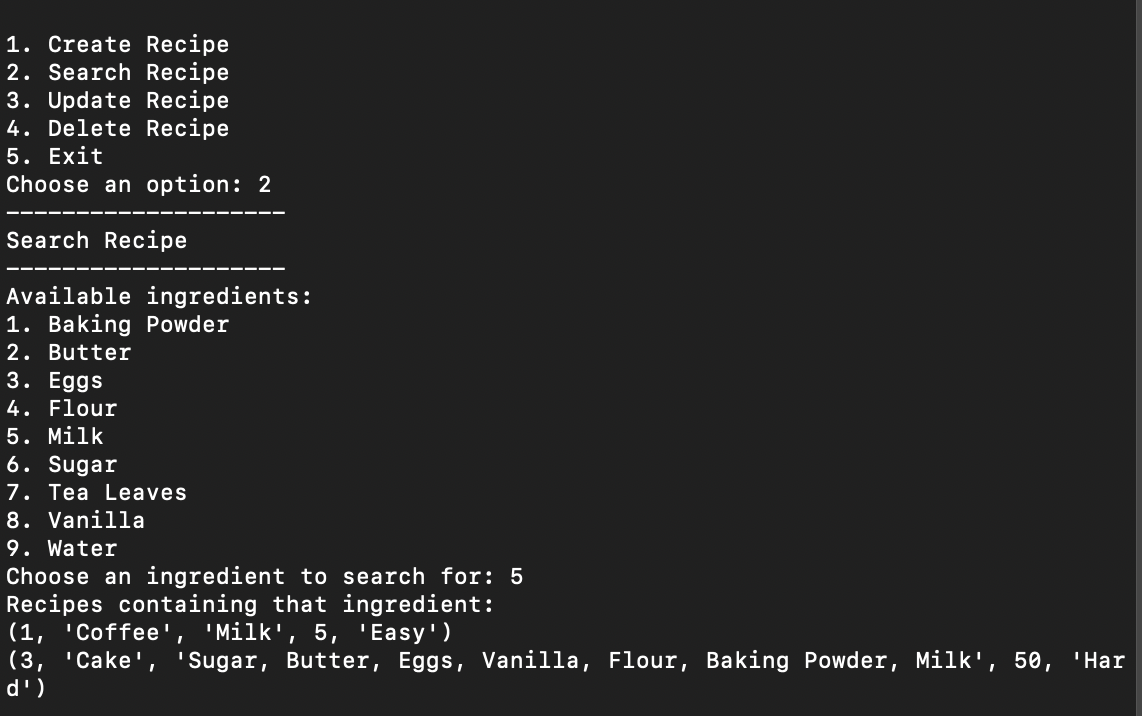 1. Create Recipe
2. Search Recipe
3. Update Recipe
4. Delete Recipe
5. Exit
Choose an option: 2
--------------------
Search Recipe
--------------------
Available ingredients:
1. Baking Powder
2. Butter
3. Eggs
4. Flour
5. Milk
6. Sugar
7. Tea Leaves
8. Vanilla
9. Water
Choose an ingredient to search for: 5
Recipes containing that ingredient:
(1, 'Coffee', 'Milk', 5, 'Easy')
(3, 'Cake', 'Sugar, Butter, Eggs, Vanilla, Flour, Baking Powder, Milk', 50, 'Har
d')